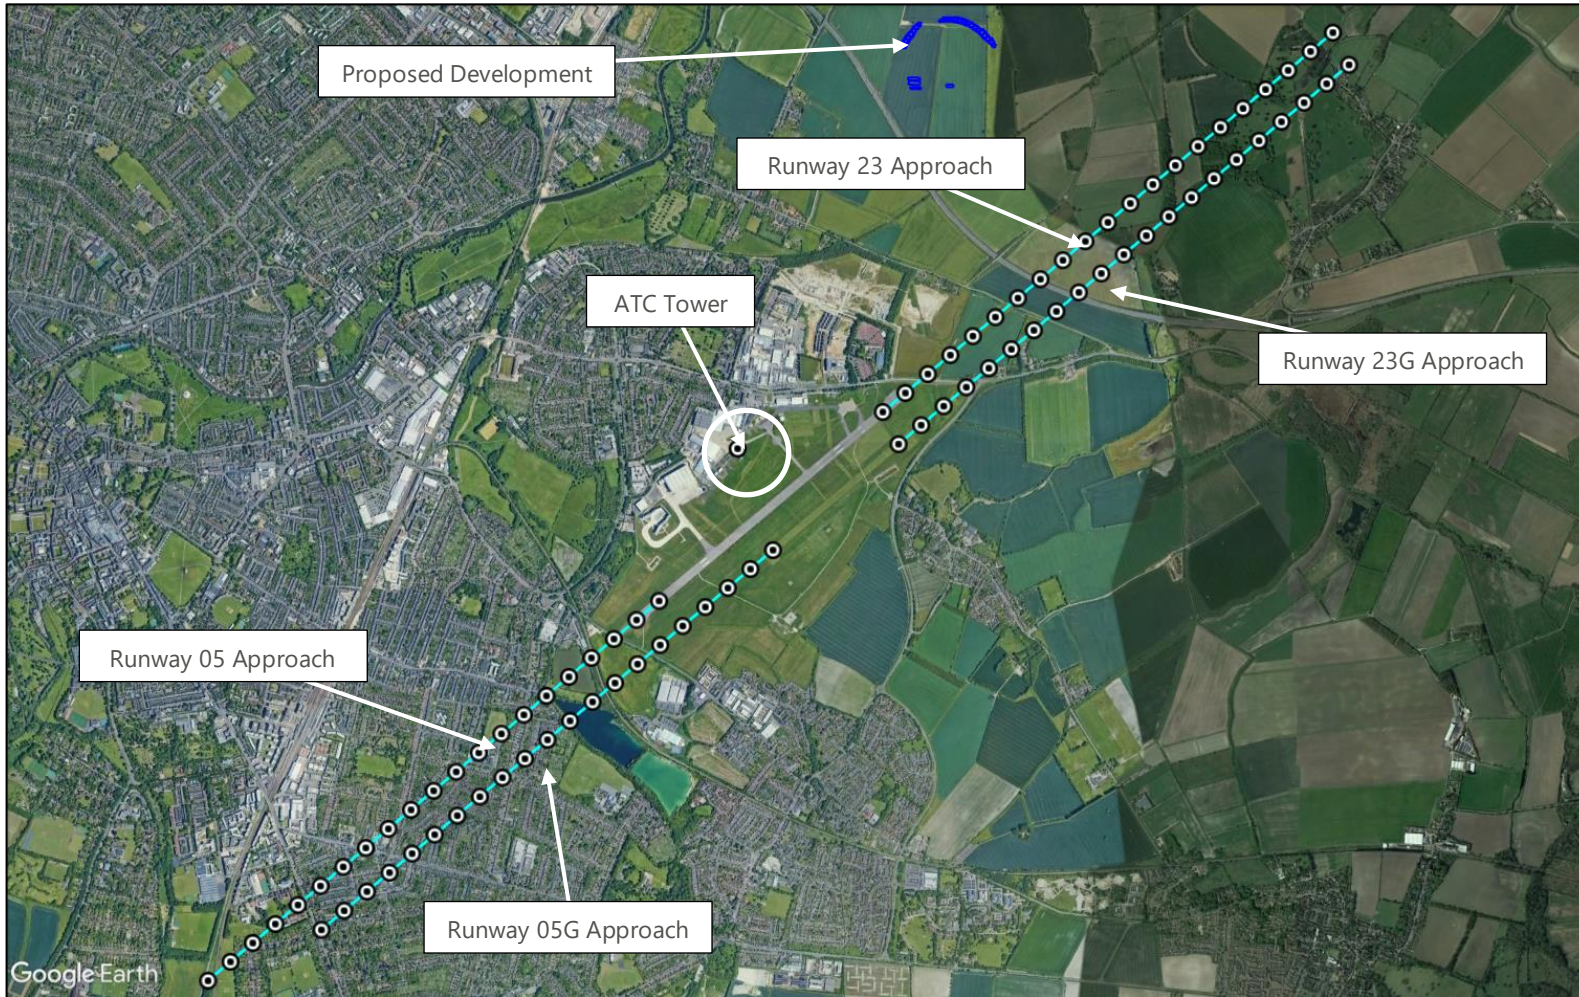 Proposed Development
Runway 23 Approach
ATC Tower
Runway 23G Approach
Runway 05 Approach
Runway 05G Approach
Google Earth